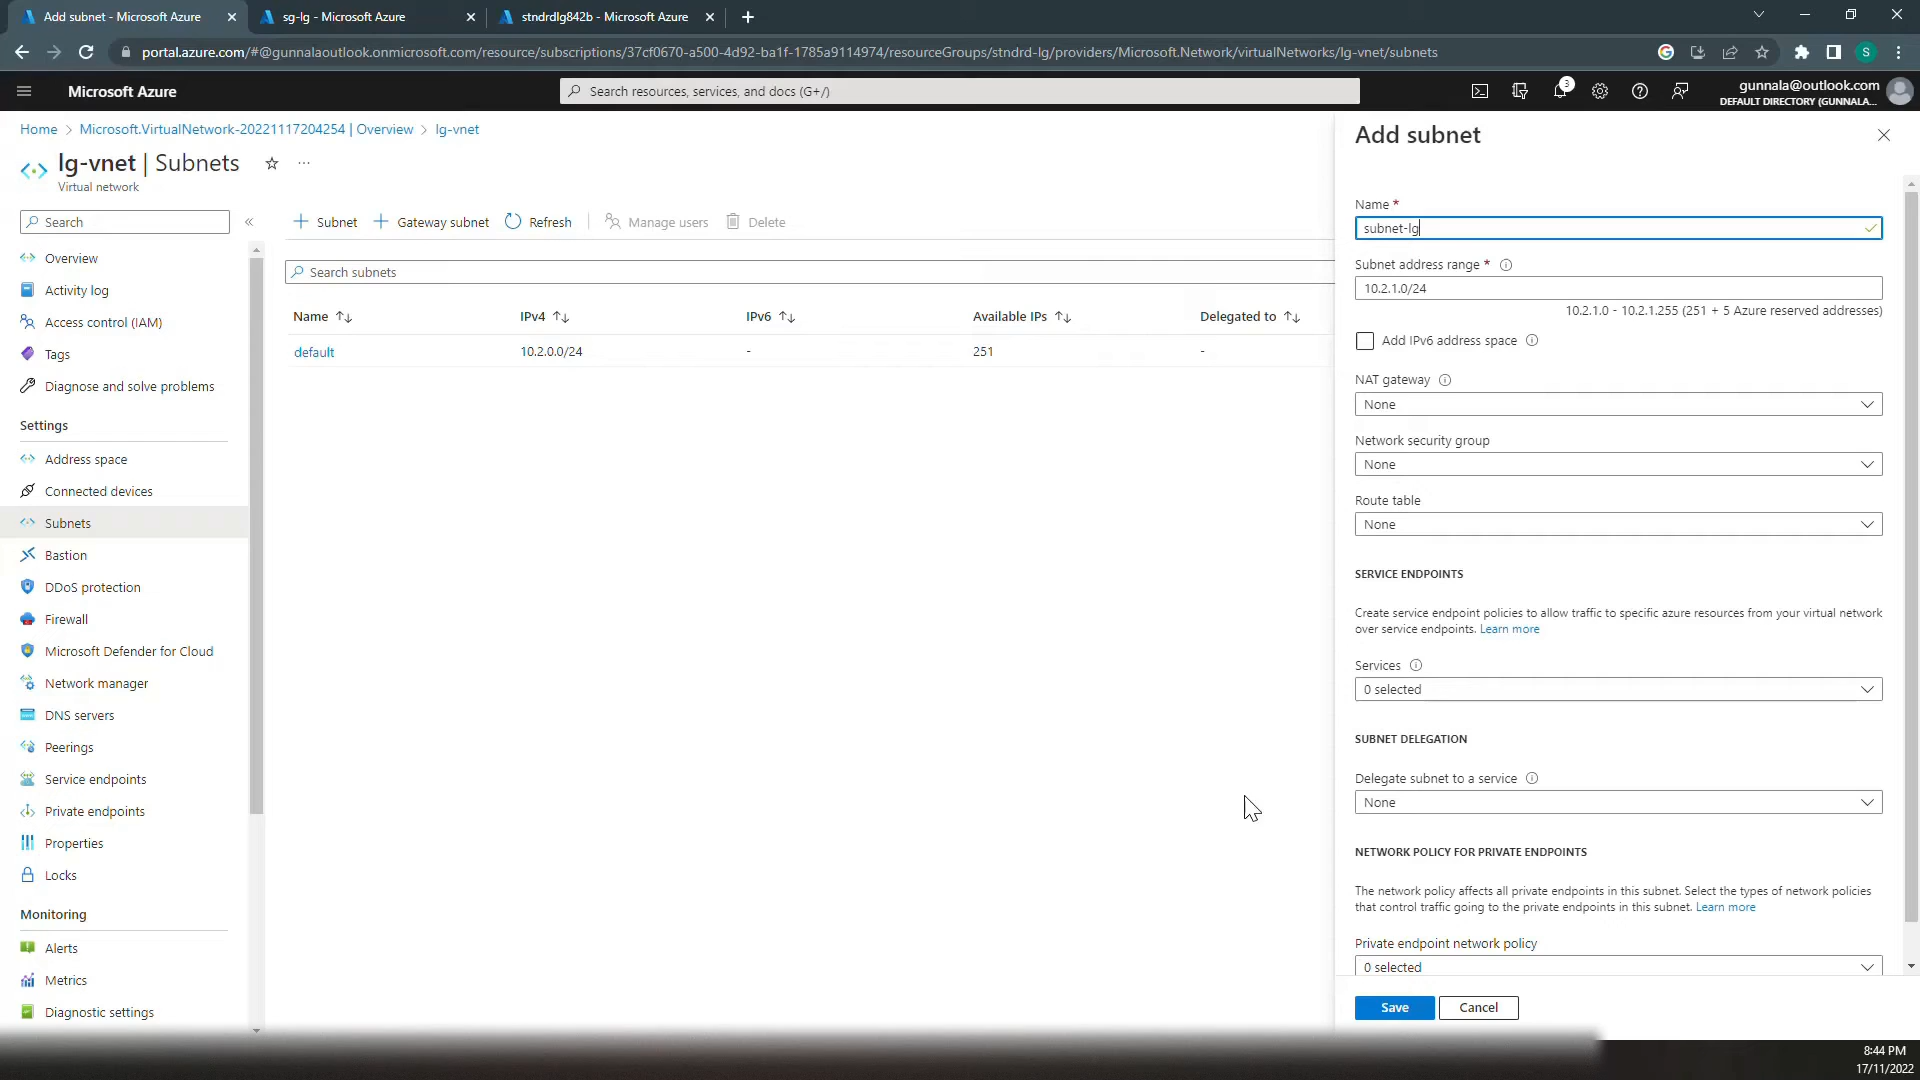 Add subnet - Microsoft Azure
sg-lg - Microsoft Azure
stndrdlg842b - Microsoft Azure
portal.azure.com/#@gunnalaoutlook.onmicrosoft.com/resource/subscriptions/37cf0670-a500-4d92-ba1f-1785a9114974/resourceGroups/stndrd-lg/providers/Microsoft.Network/virtualNetworks/lg-vnet/subnets
G
S
Microsoft Azure
Search resources, services, and docs (G+/)
3
gunnala@outlook.com
DEFAULT DIRECTORY (GUNNALA...
Home > Microsoft.VirtualNetwork-20221117204254 | Overview > lg-vnet
lg-vnet | Subnets
Virtual network
Search
Overview
Activity log
Access control (IAM)
Tags
Diagnose and solve problems
Settings
Address space
Connected devices
Subnets
Bastion
DDoS protection
Firewall
Microsoft Defender for Cloud
Network manager
DNS servers
Peerings
Service endpoints
Private endpoints
Properties
Locks
Monitoring
Alerts
Metrics
Diagnostic settings
Subnet
Gateway subnet
Refresh
Manage users
Delete
Search subnets
Name IPv4 IPv6 Available IPs Delegated to
default 10.2.0.0/24 - 251 -
Add subnet
Name *
subnet-lg
Subnet address range *
10.2.1.0/24
10.2.1.0 - 10.2.1.255 (251 + 5 Azure reserved addresses)
Add IPv6 address space
NAT gateway
None
Network security group
None
Route table
None
SERVICE ENDPOINTS
Create service endpoint policies to allow traffic to specific azure resources from your virtual network
over service endpoints. Learn more
Services
0 selected
SUBNET DELEGATION
Delegate subnet to a service
None
NETWORK POLICY FOR PRIVATE ENDPOINTS
The network policy affects all private endpoints in this subnet. Select the types of network policies
that control traffic going to the private endpoints in this subnet. Learn more
Private endpoint network policy
0 selected
Save
Cancel
8:44 PM
17/11/2022